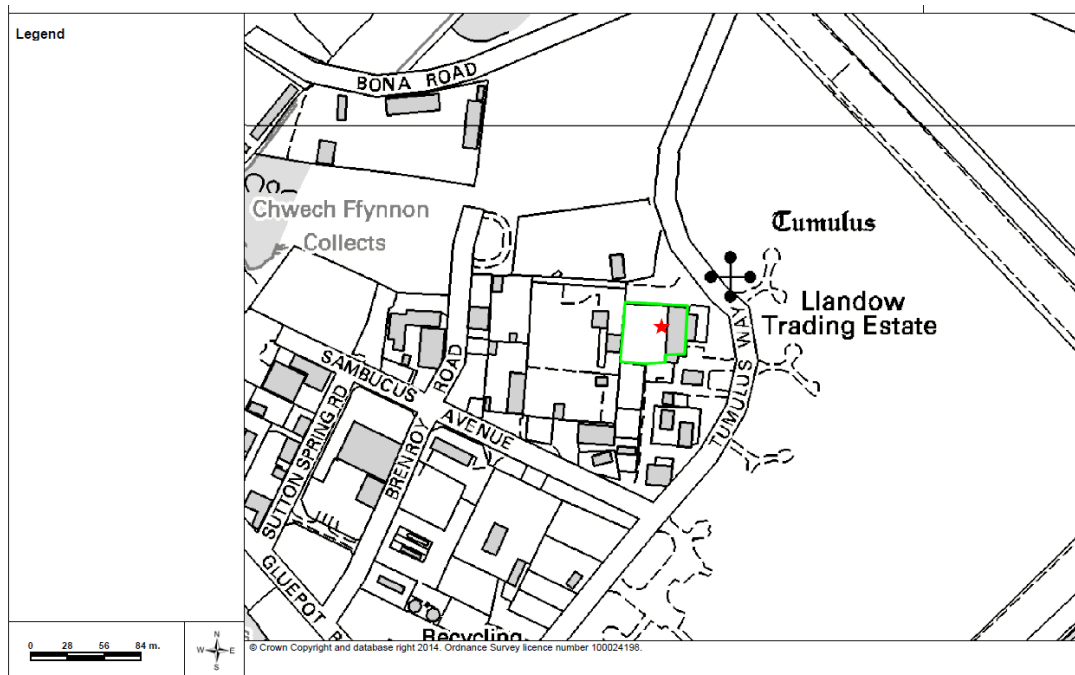 Legend
BONA ROAD
Chwech Ffynnon
Collects
Tumulus
Llandow
Trading Estate
TUMULUS WAY
SAMBUCUS
AVENUE
BRENROY
ROAD
SUTTON SPRING RD
GLUEPOT
Recycling
0 28 56 84 m.
N
W E
S
© Crown Copyright and database right 2014. Ordnance Survey licence number 100024198.